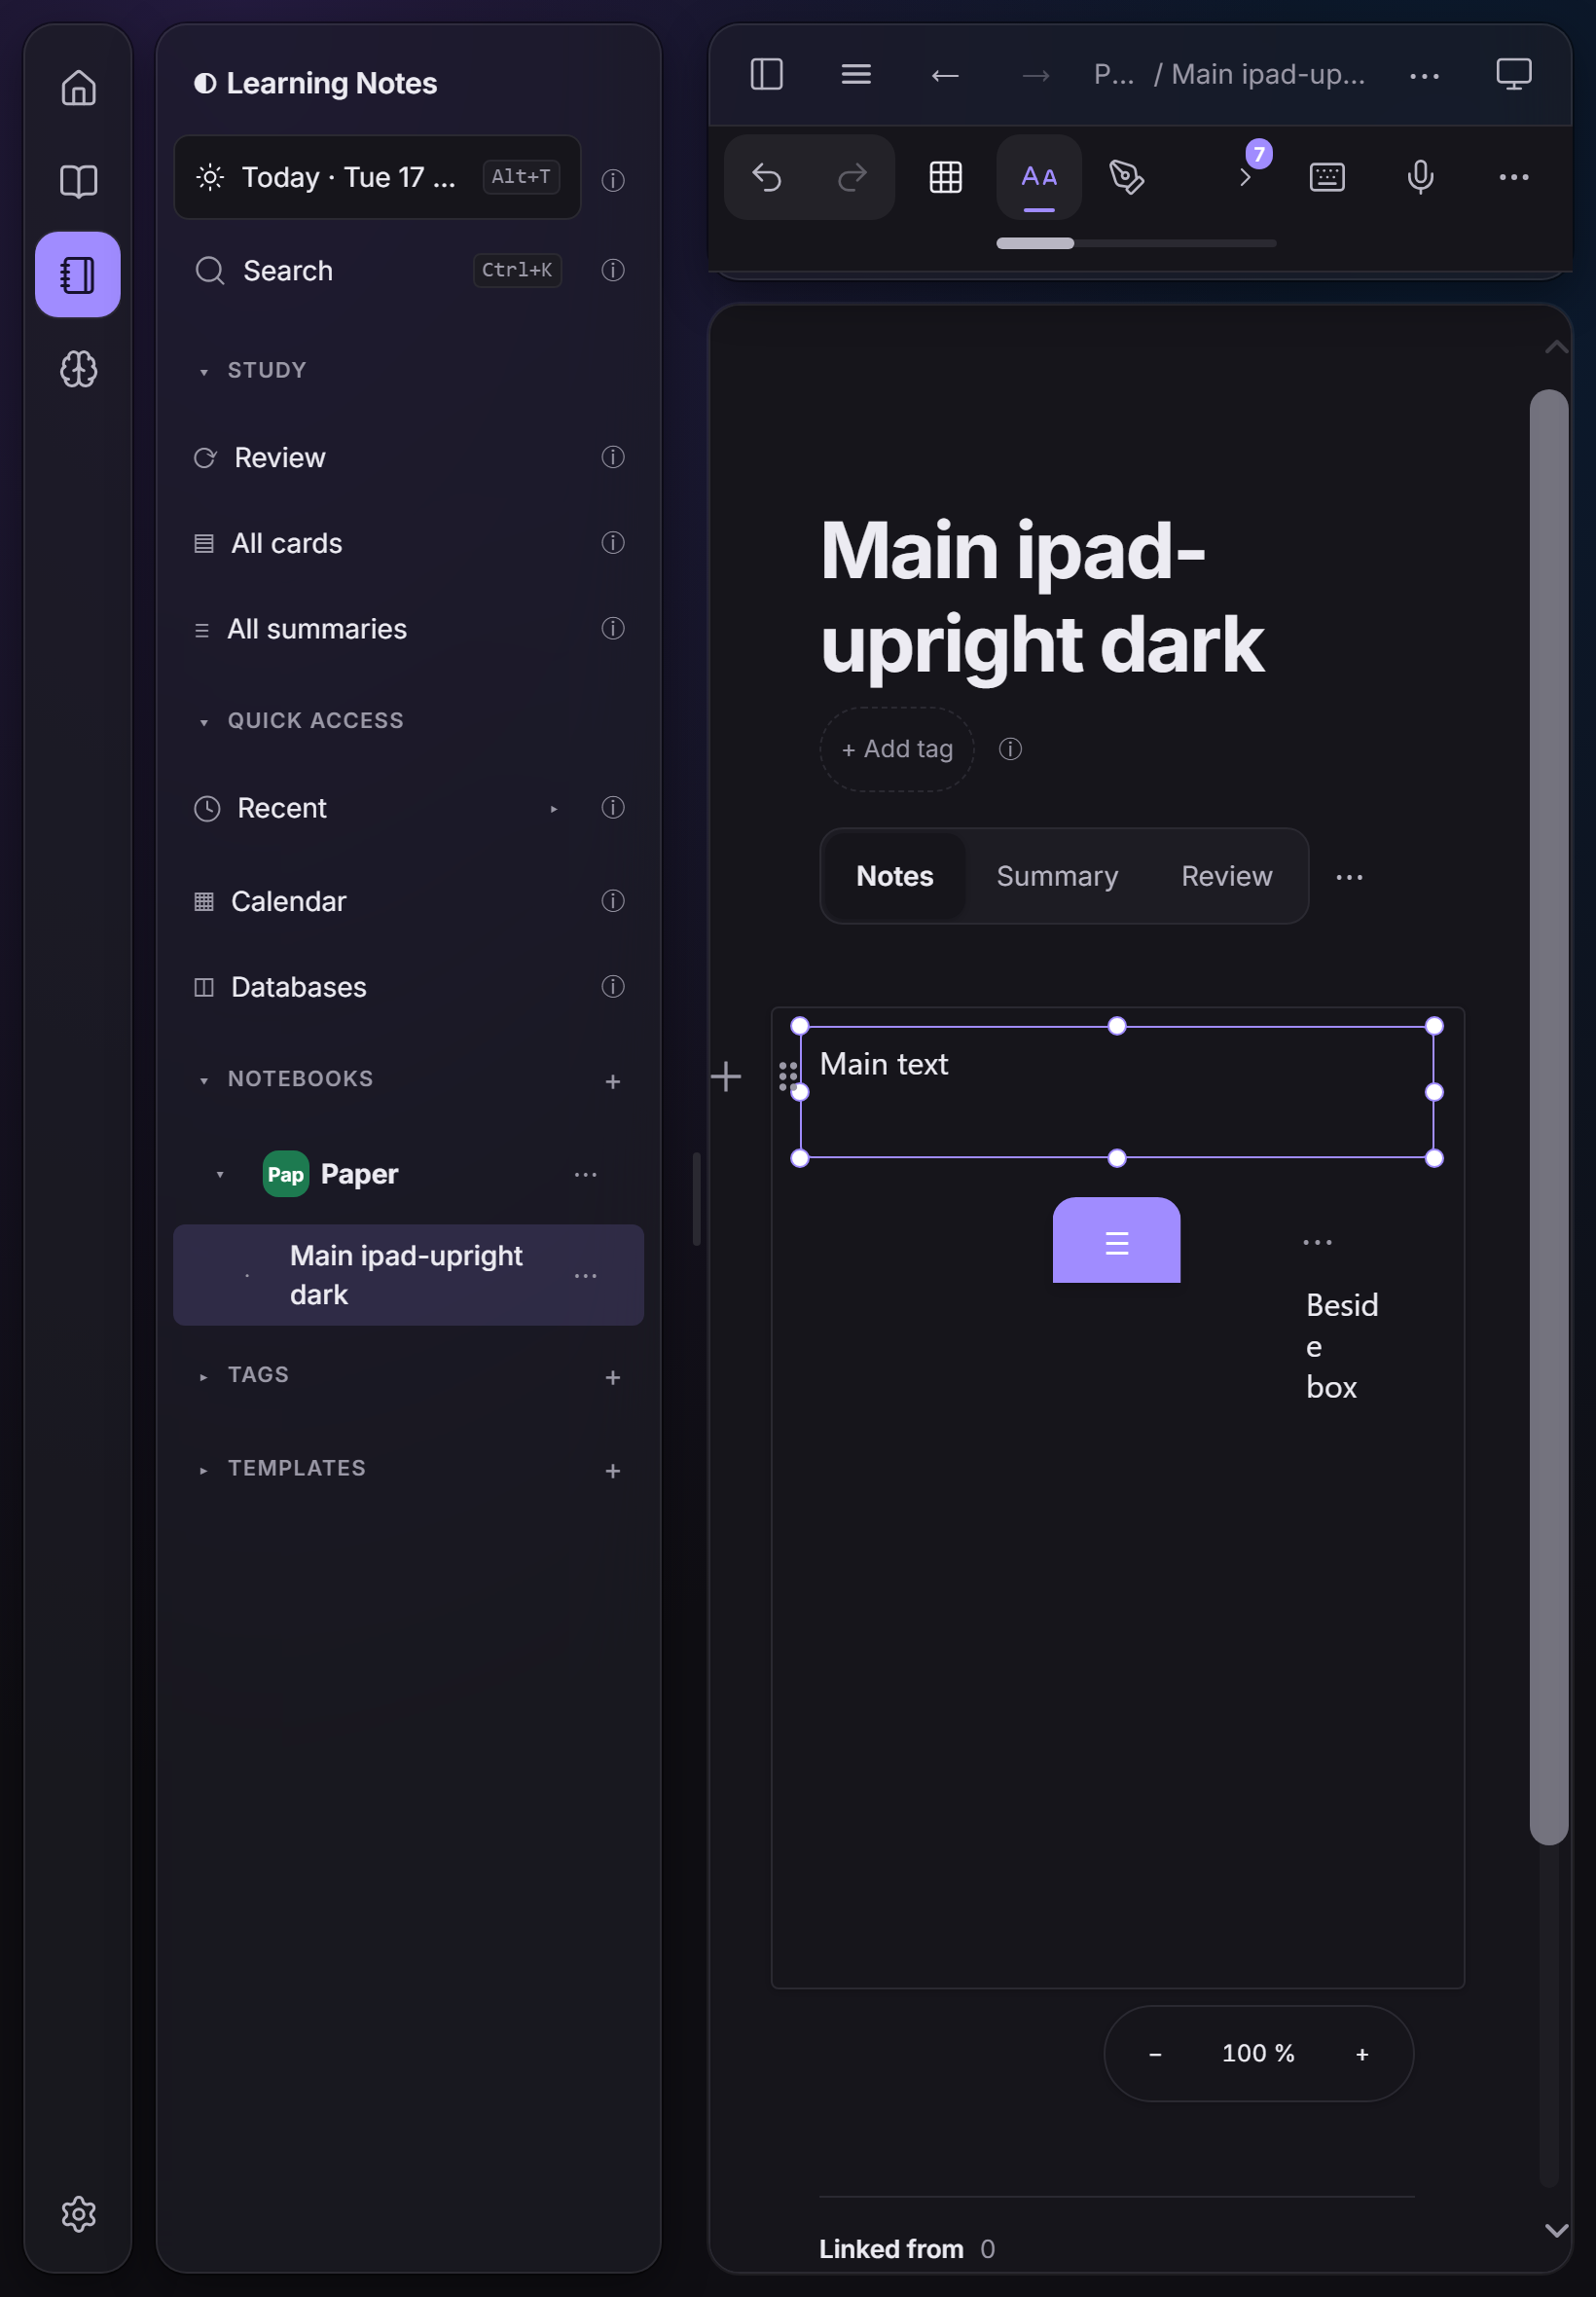 Learning Notes
Today · Tue 17 ... Alt+T
Search Ctrl+K
STUDY
Review
All cards
All summaries
QUICK ACCESS
Recent
Calendar
Databases
NOTEBOOKS +
Pap Paper ...
Main ipad-upright
dark
TAGS +
TEMPLATES +
P... / Main ipad-up...
AA
7
Main ipad-
upright dark
+ Add tag
Notes Summary Review
Main text
Besid
e
box
− 100 % +
Linked from 0